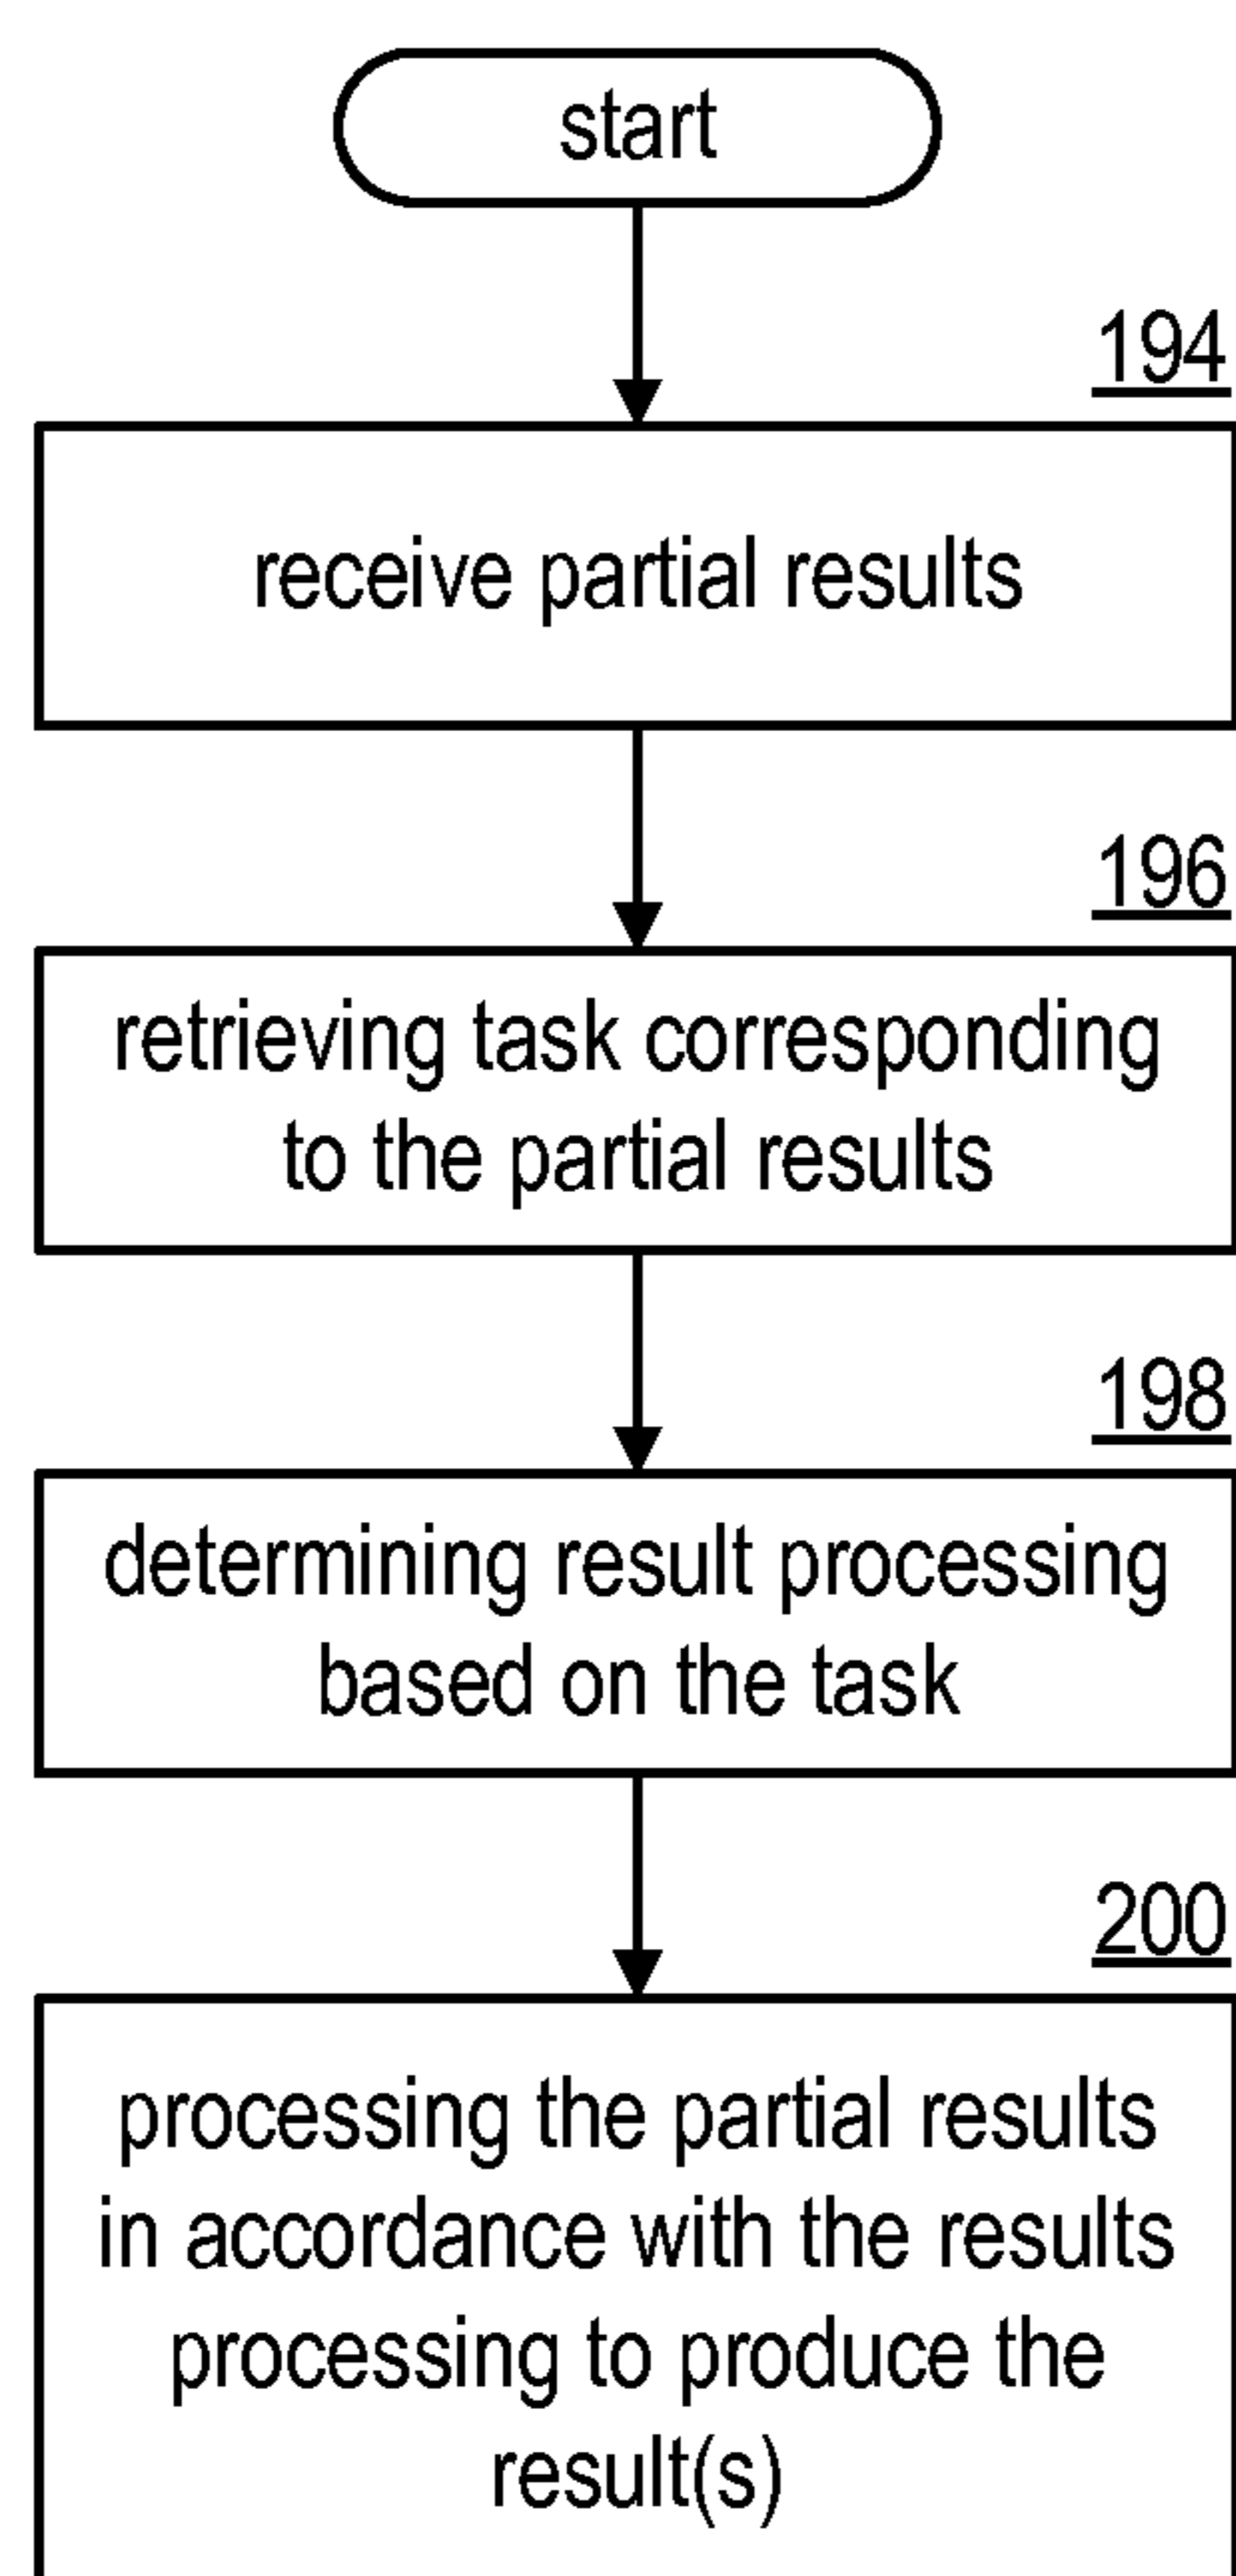 start
194
receive partial results
196
retrieving task corresponding
to the partial results
198
determining result processing
based on the task
200
processing the partial results
in accordance with the results
processing to produce the
result(s)